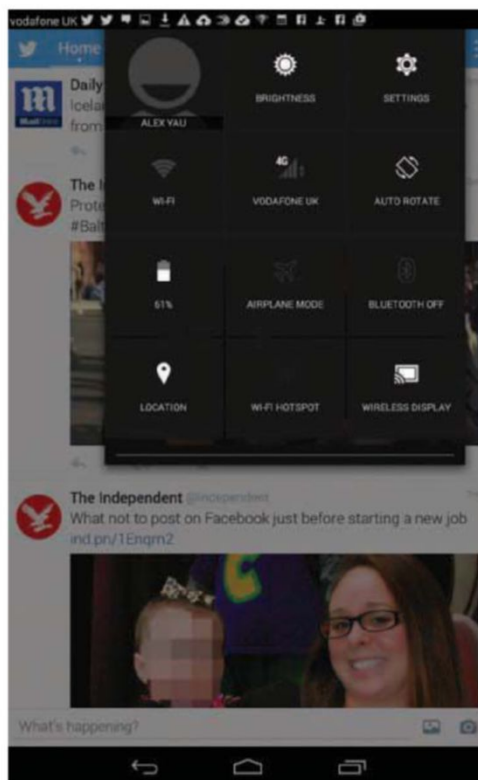 vodafone UK
Home
ALEX YAU
BRIGHTNESS
SETTINGS
WI-FI
4G
VODAFONE UK
AUTO ROTATE
61%
AIRPLANE MODE
BLUETOOTH OFF
LOCATION
WI-FI HOTSPOT
WIRELESS DISPLAY
Daily
m
MailOnline
from
The
#Balt
The Independent @Independent
What not to post on Facebook just before starting a new job
ind.pn/1Enqm2
What's happening?